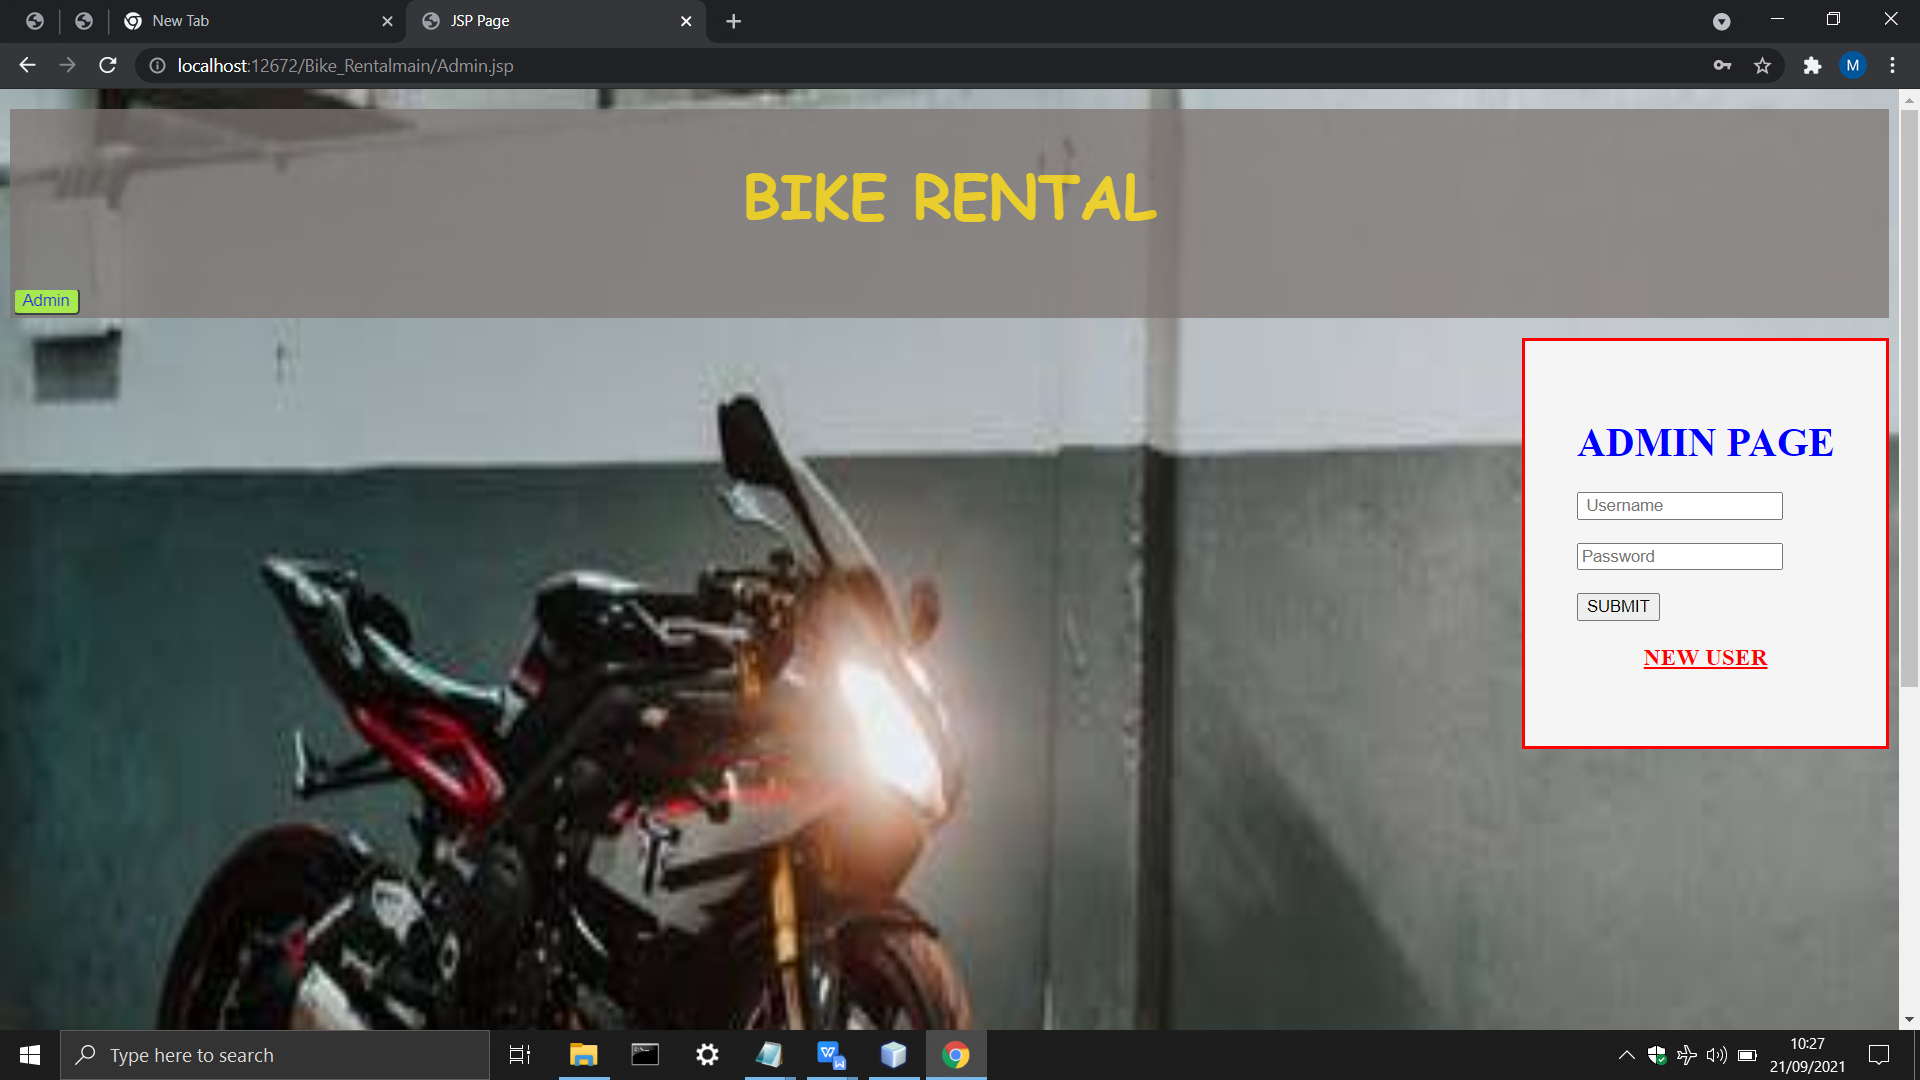 New Tab
JSP Page
localhost:12672/Bike_Rentalmain/Admin.jsp
M
BIKE RENTAL
Admin
ADMIN PAGE
Username
Password
SUBMIT
NEW USER
Type here to search
10:27
21/09/2021